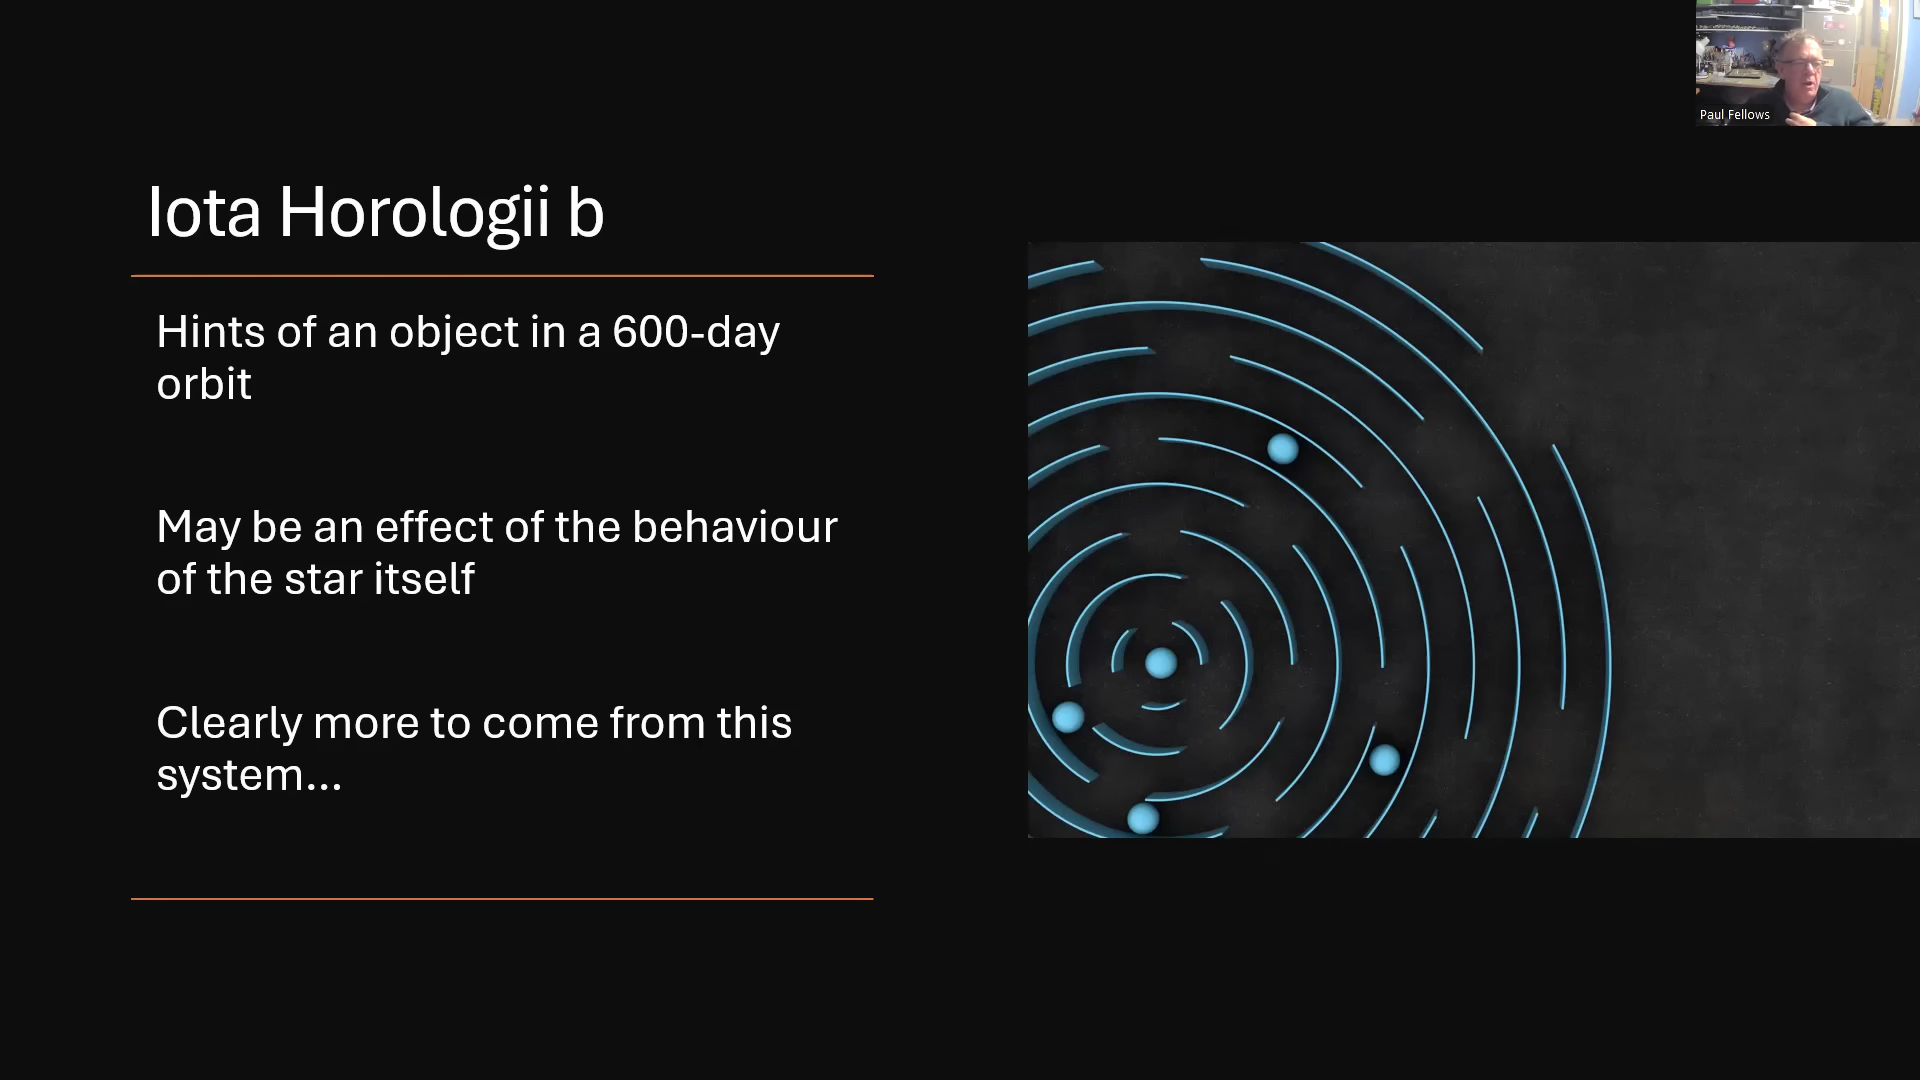 Paul Fellows
Iota Horologii b
Hints of an object in a 600-day
orbit
May be an effect of the behaviour
of the star itself
Clearly more to come from this
system...